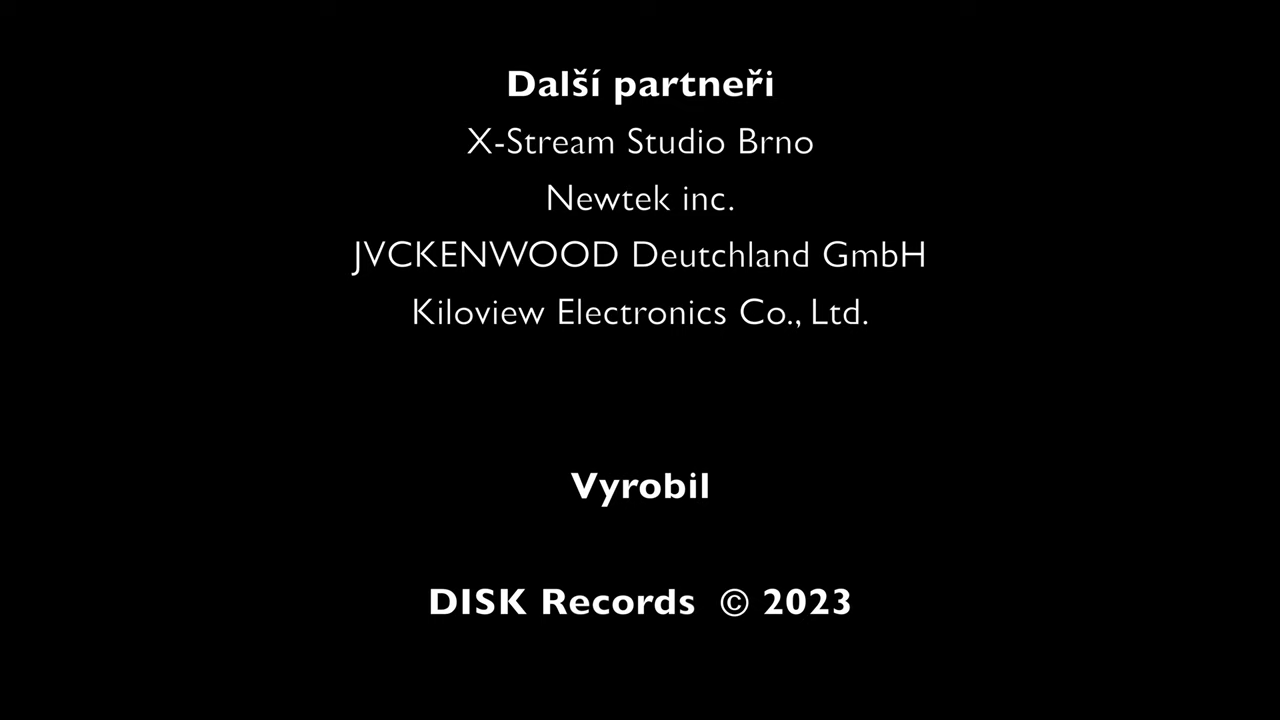 Další partneři
X-Stream Studio Brno
Newtek inc.
JVCKENWOOD Deutchland GmbH
Kiloview Electronics Co., Ltd.
Vyrobil
DISK Records © 2023